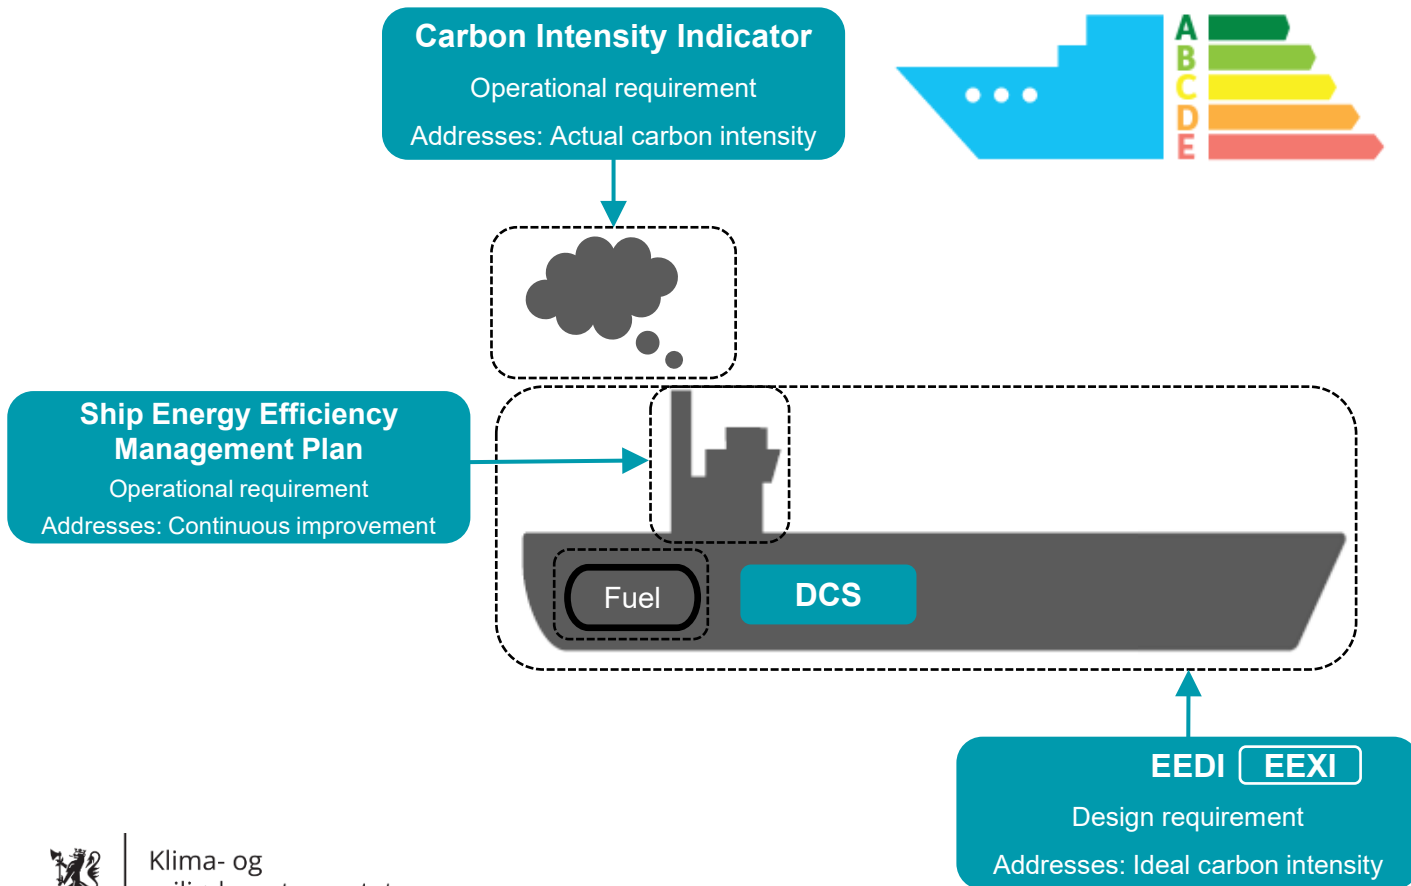 Carbon Intensity Indicator
Operational requirement
Addresses: Actual carbon intensity
A
B
C
D
E
Ship Energy Efficiency
Management Plan
Operational requirement
Addresses: Continuous improvement
Fuel
DCS
EEDI EEXI
Design requirement
Addresses: Ideal carbon intensity
Klima- og